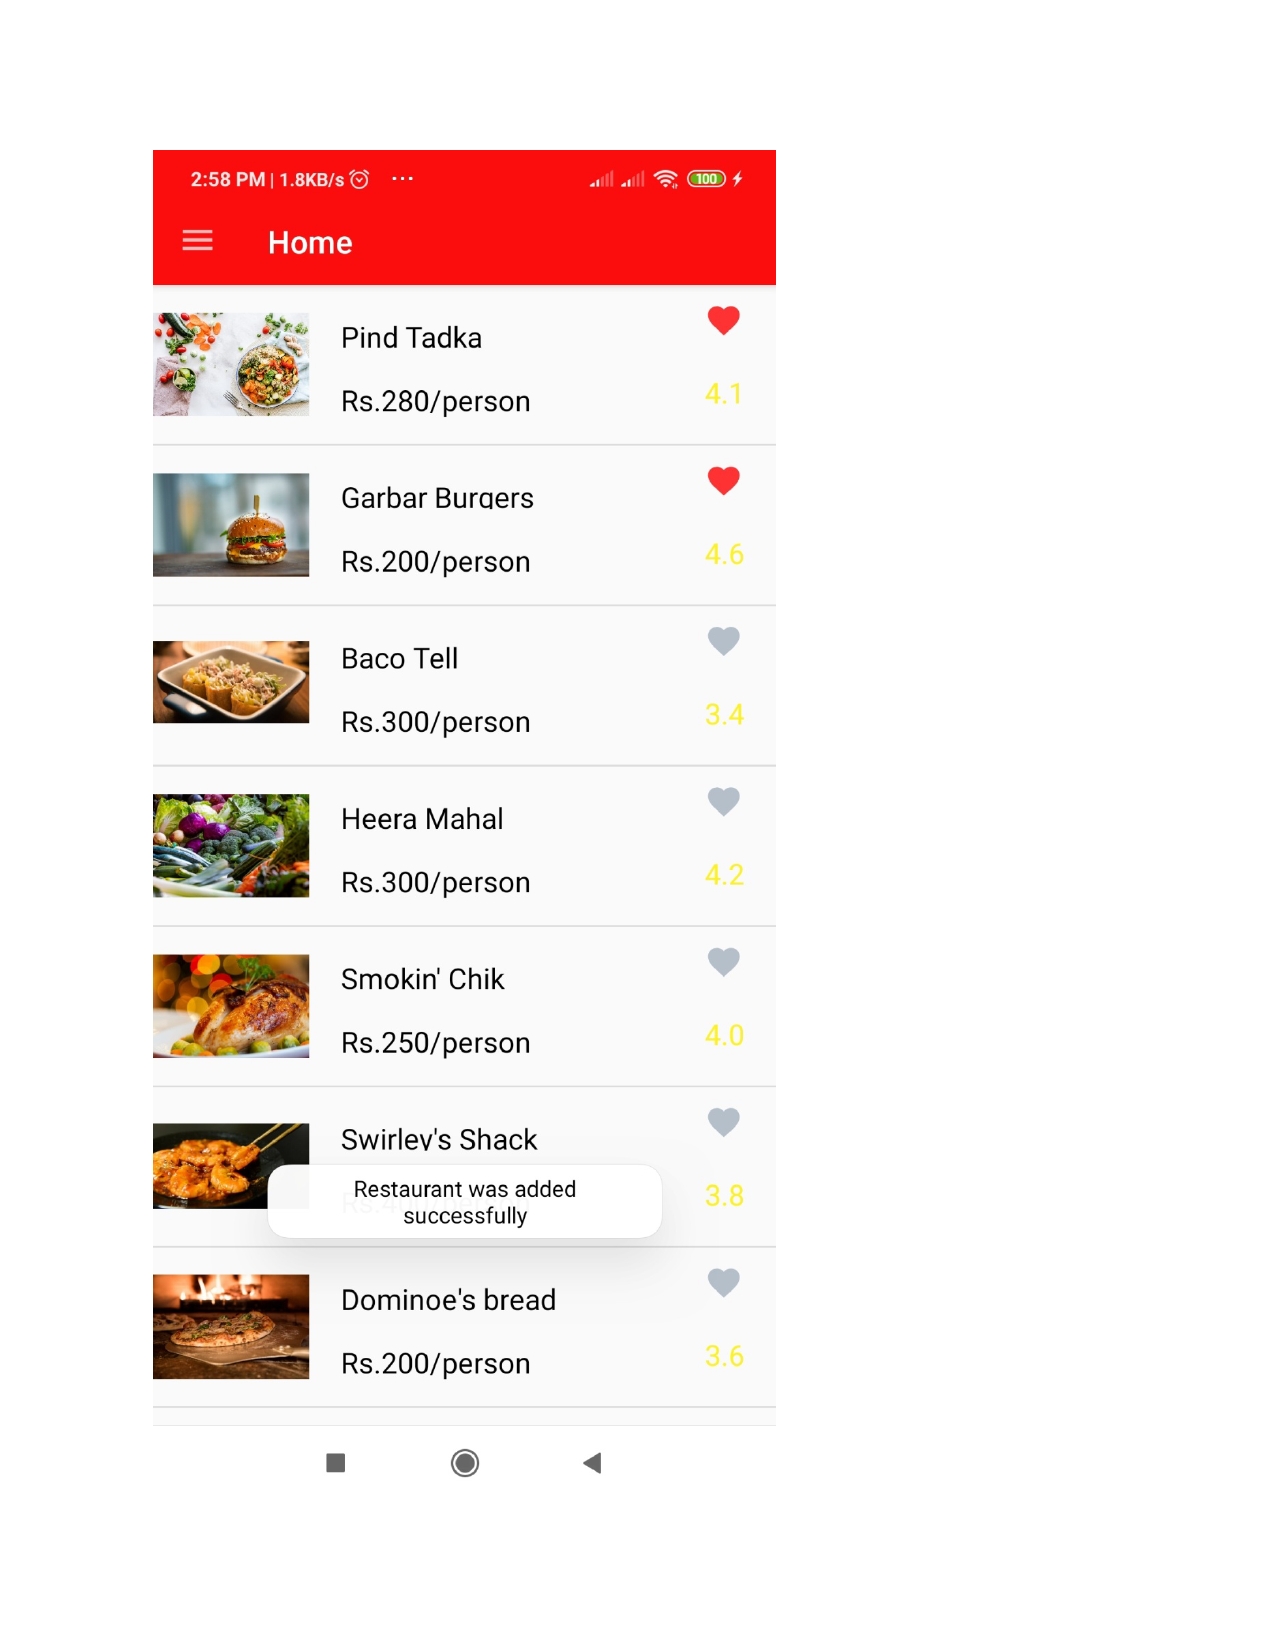 2:58 PM | 1.8KB/s ... 100
Home
Pind Tadka
Rs.280/person
4.1
Garbar Burgers
Rs.200/person
4.6
Baco Tell
Rs.300/person
3.4
Heera Mahal
Rs.300/person
4.2
Smokin' Chik
Rs.250/person
4.0
Swirley's Shack
3.8
Restaurant was added
successfully
Dominoe's bread
Rs.200/person
3.6